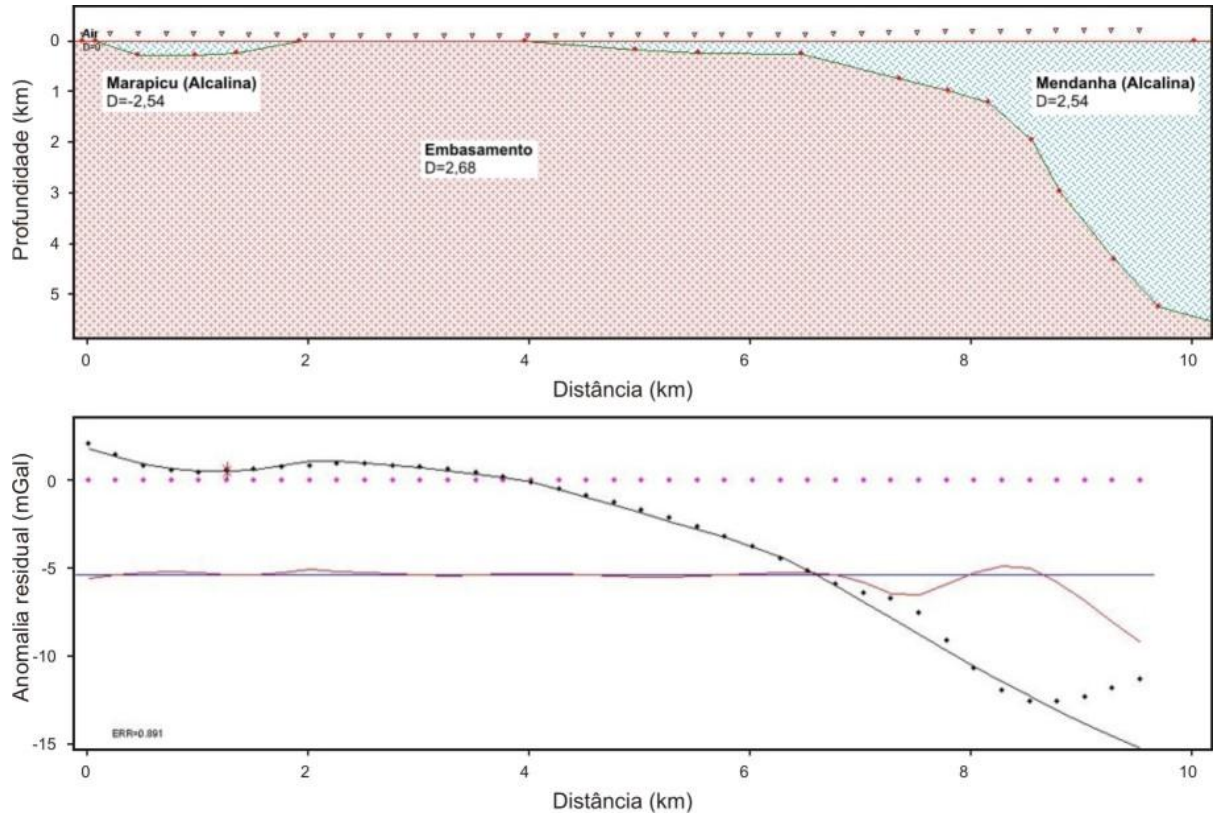 Air
D=0
0
Marapicu (Alcalina)
D=-2,54
Mendanha (Alcalina)
D=2,54
1
2
Embasamento
D=2,68
3
4
5
Profundidade (km)
0 2 4 6 8 10
Distância (km)
0
-5
-10
-15
Anomalia residual (mGal)
ERR=0.891
0 2 4 6 8 10
Distância (km)